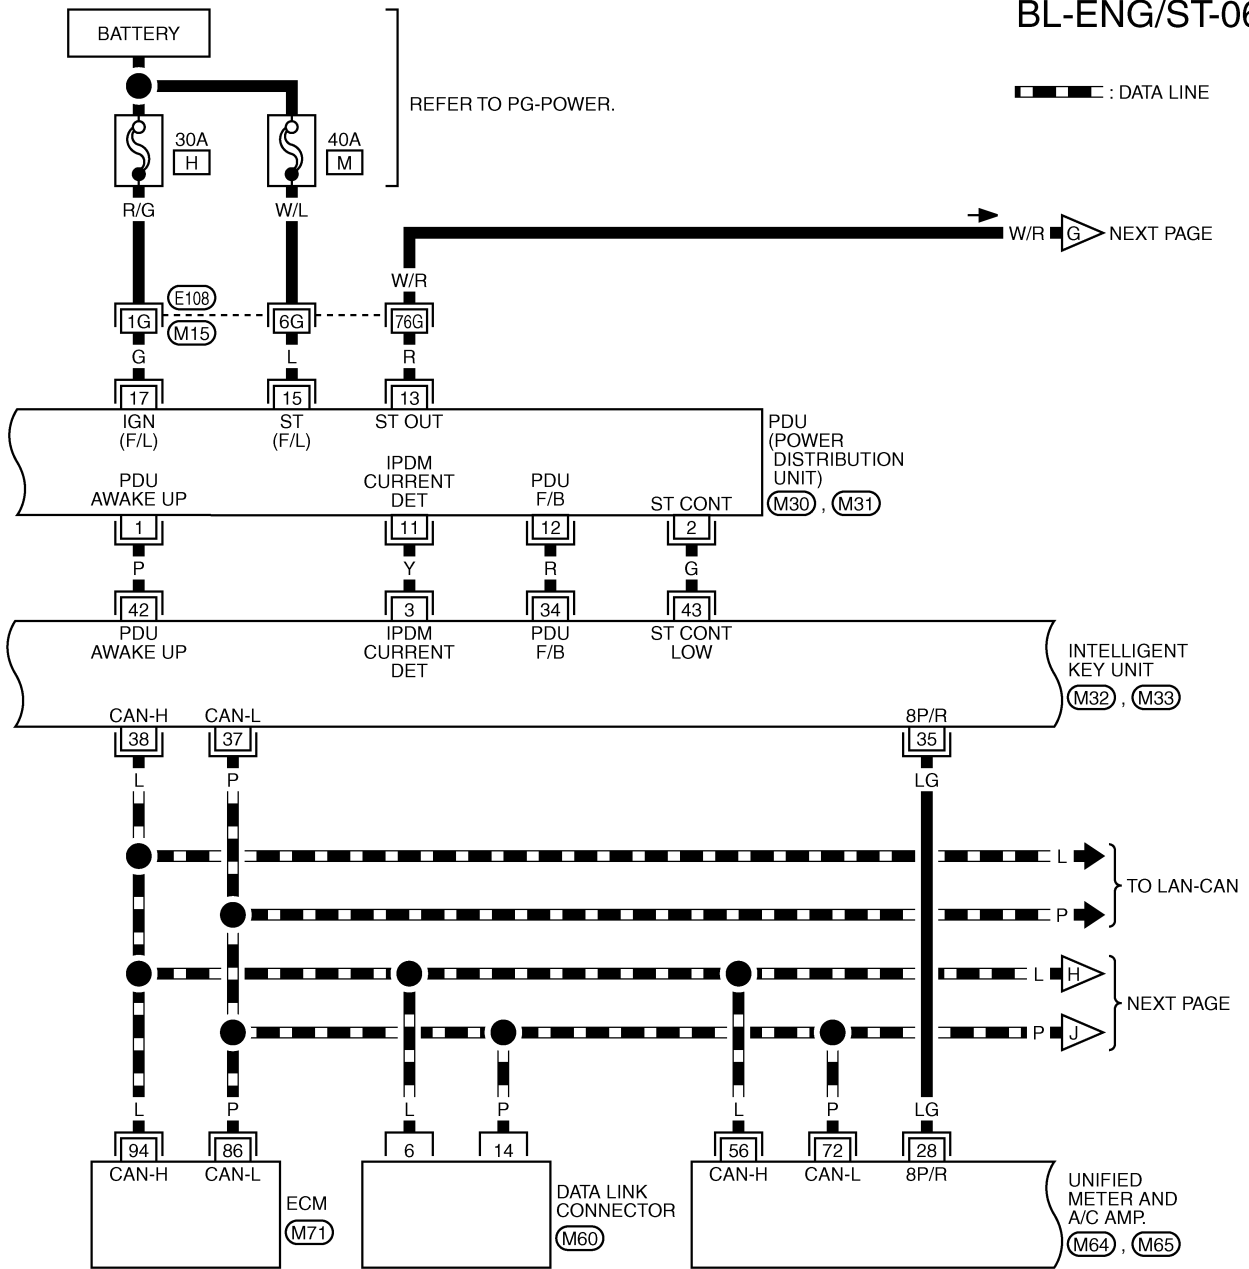 BL-ENG/ST-06
BATTERY
: DATA LINE
REFER TO PG-POWER.
30A
H
40A
M
R/G
W/L
W/R
G
NEXT PAGE
W/R
E108
1G
6G
76G
M15
G
L
R
17
15
13
IGN
(F/L)
ST
(F/L)
ST OUT
PDU
(POWER
DISTRIBUTION
UNIT)
M30 , M31
PDU
AWAKE UP
IPDM
CURRENT
DET
PDU
F/B
ST CONT
1
11
12
2
P
Y
R
G
42
3
34
43
PDU
AWAKE UP
IPDM
CURRENT
DET
PDU
F/B
ST CONT
LOW
INTELLIGENT
KEY UNIT
M32 , M33
CAN-H
CAN-L
8P/R
38
37
35
L
P
LG
L
TO LAN-CAN
P
L
H
NEXT PAGE
P
J
L
P
L
P
L
P
LG
94
86
6
14
56
72
28
CAN-H
CAN-L
CAN-H
CAN-L
8P/R
ECM
M71
DATA LINK
CONNECTOR
M60
UNIFIED
METER AND
A/C AMP.
M64 , M65